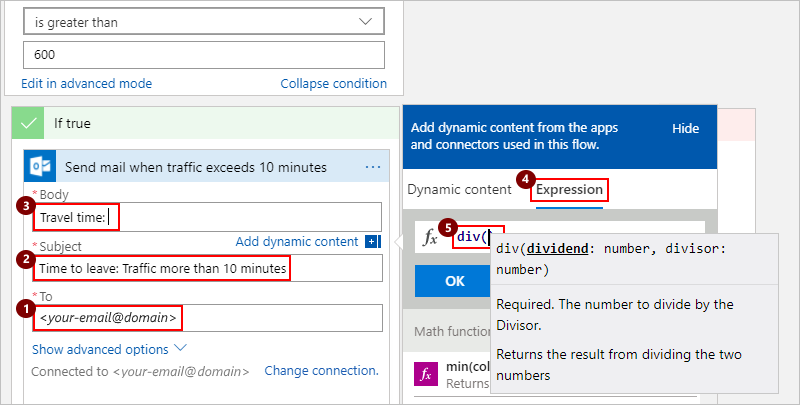 is greater than
600
Edit in advanced mode
Collapse condition
If true
Send mail when traffic exceeds 10 minutes
...
* Body
3
Travel time:
Add dynamic content
* Subject
2
Time to leave: Traffic more than 10 minutes
* To
1
<your-email@domain>
Show advanced options
Connected to <your-email@domain>
Change connection.
Add dynamic content from the apps
and connectors used in this flow.
Hide
Dynamic content
4
Expression
5
fx
div(
OK
div(dividend: number, divisor:
number)
Required. The number to divide by the
Divisor.
Returns the result from dividing the two
numbers
Math function
fx
min(col
Returns